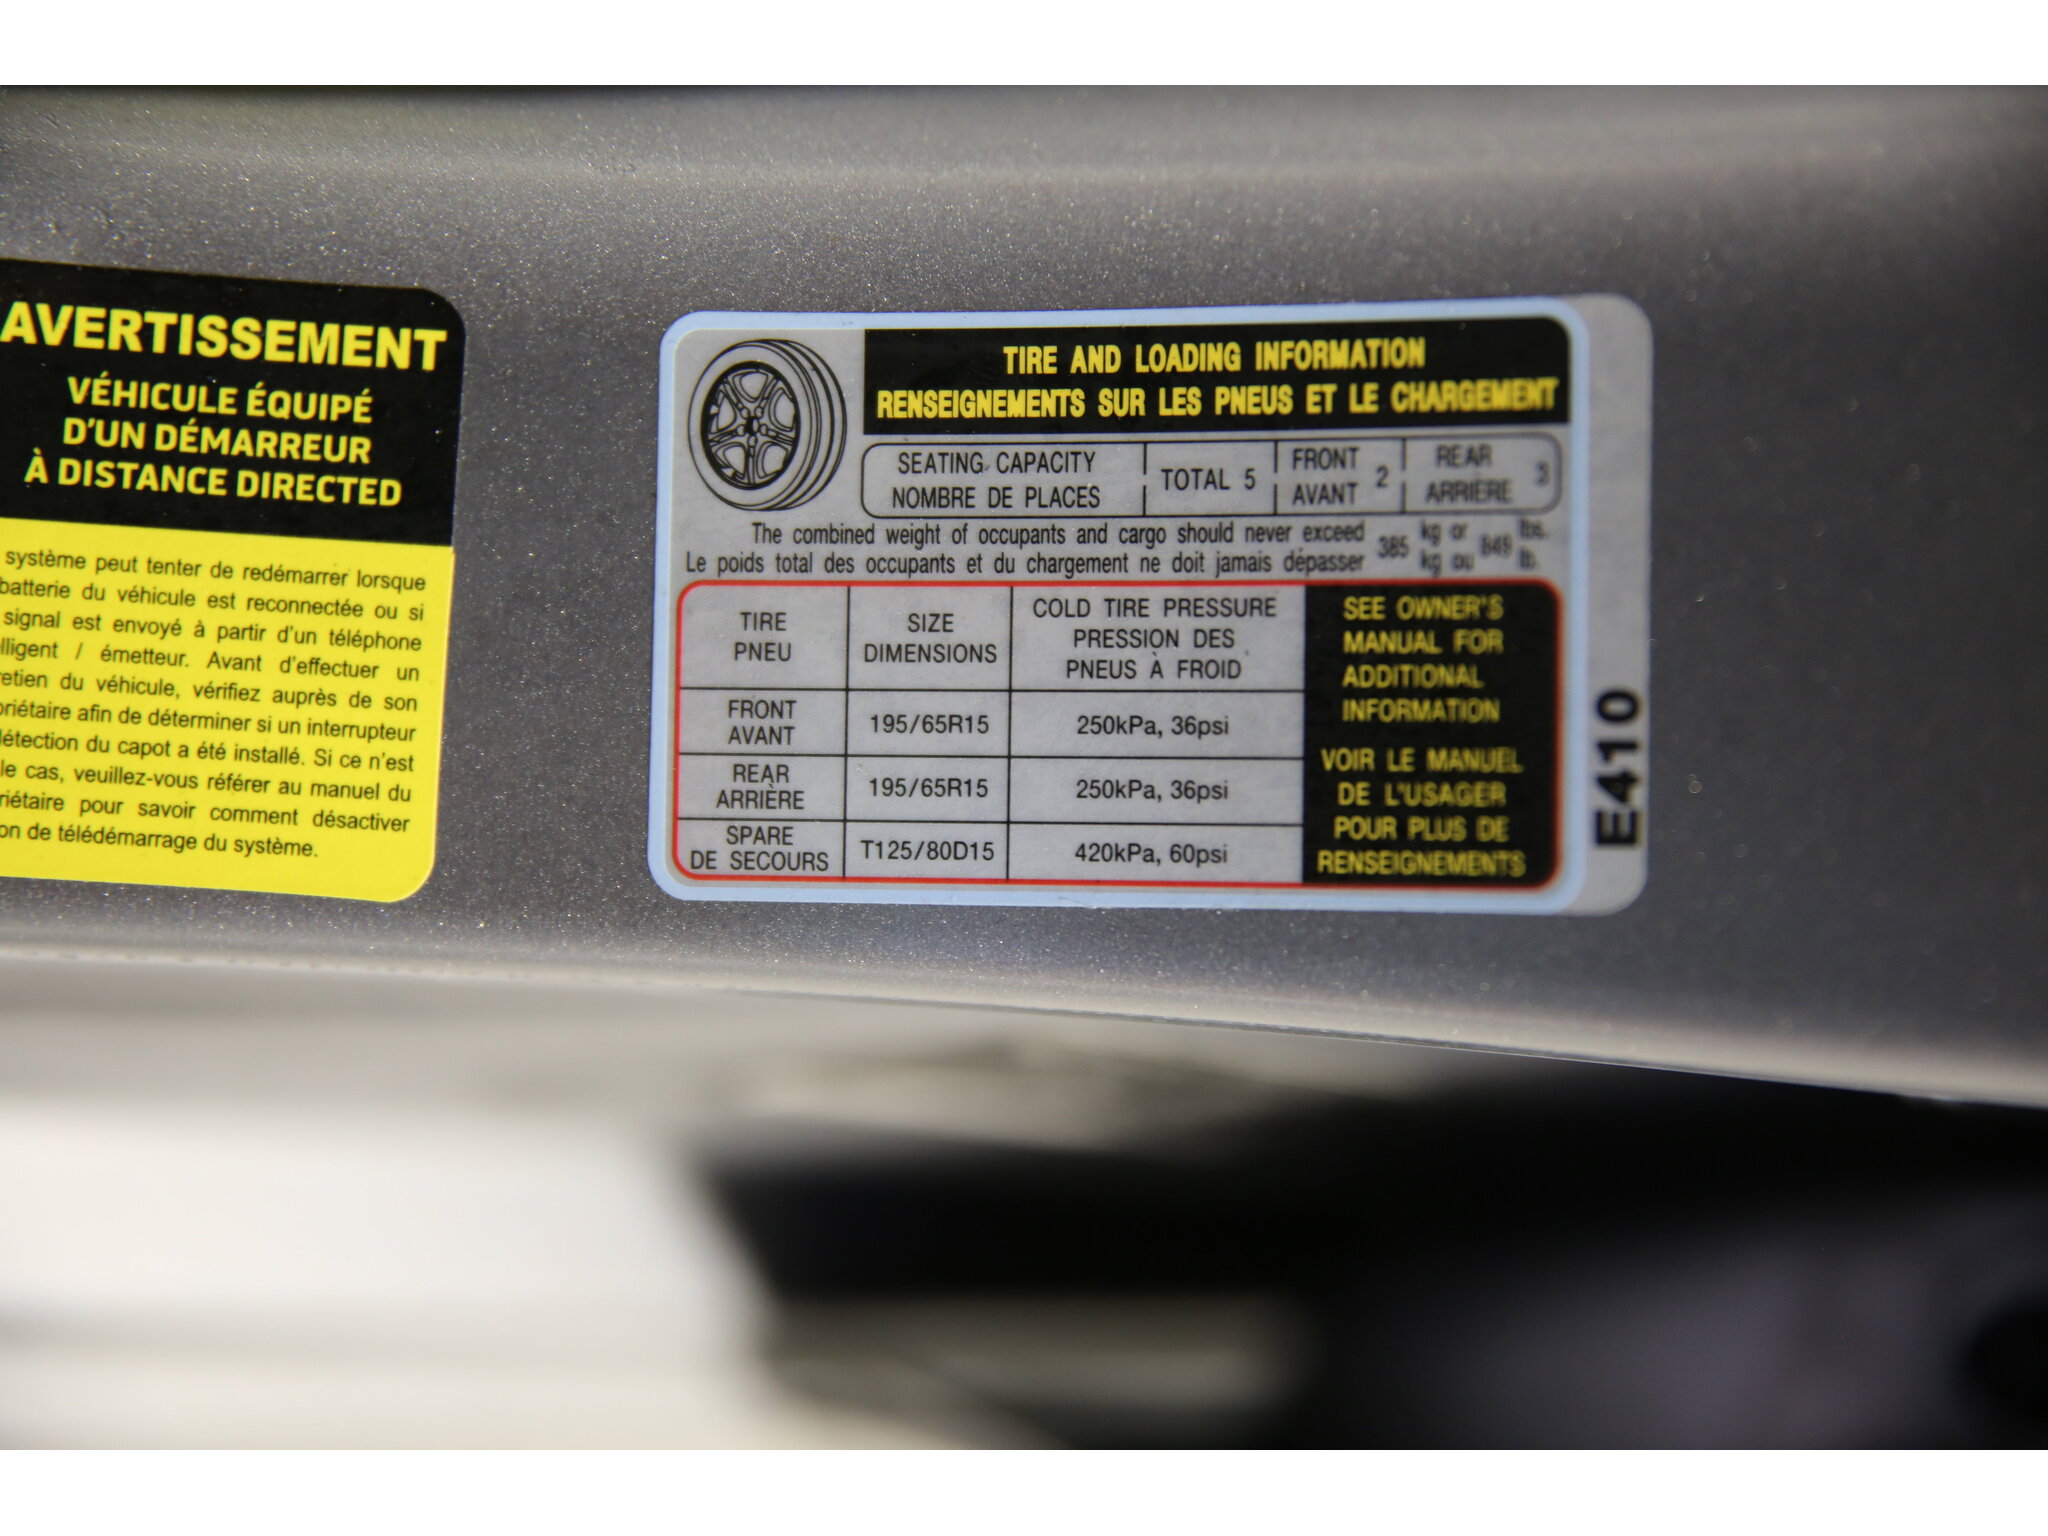 AVERTISSEMENT
VÉHICULE ÉQUIPÉ
D'UN DÉMARREUR
À DISTANCE DIRECTED
système peut tenter de redémarrer lorsque
batterie du véhicule est reconnectée ou si
signal est envoyé à partir d'un téléphone
lligent / émetteur. Avant d'effectuer un
retien du véhicule, vérifiez auprès de son
riétaire afin de déterminer si un interrupteur
détection du capot a été installé. Si ce n'est
le cas, veuillez-vous référer au manuel du
riétaire pour savoir comment désactiver
on de télédémarrage du système.
TIRE AND LOADING INFORMATION
RENSEIGNEMENTS SUR LES PNEUS ET LE CHARGEMENT
SEATING CAPACITY TOTAL 5 FRONT 2 REAR 3
NOMBRE DE PLACES AVANT ARRIÈRE
The combined weight of occupants and cargo should never exceed 385 kg or 849 lbs.
Le poids total des occupants et du chargement ne doit jamais dépasser kg ou lb.
TIRE SIZE COLD TIRE PRESSURE
PNEU DIMENSIONS PRESSION DES
PNEUS À FROID
FRONT 195/65R15 250kPa, 36psi
AVANT
REAR 195/65R15 250kPa, 36psi
ARRIÈRE
SPARE T125/80D15 420kPa, 60psi
DE SECOURS
SEE OWNER'S
MANUAL FOR
ADDITIONAL
INFORMATION
VOIR LE MANUEL
DE L'USAGER
POUR PLUS DE
RENSEIGNEMENTS
E410